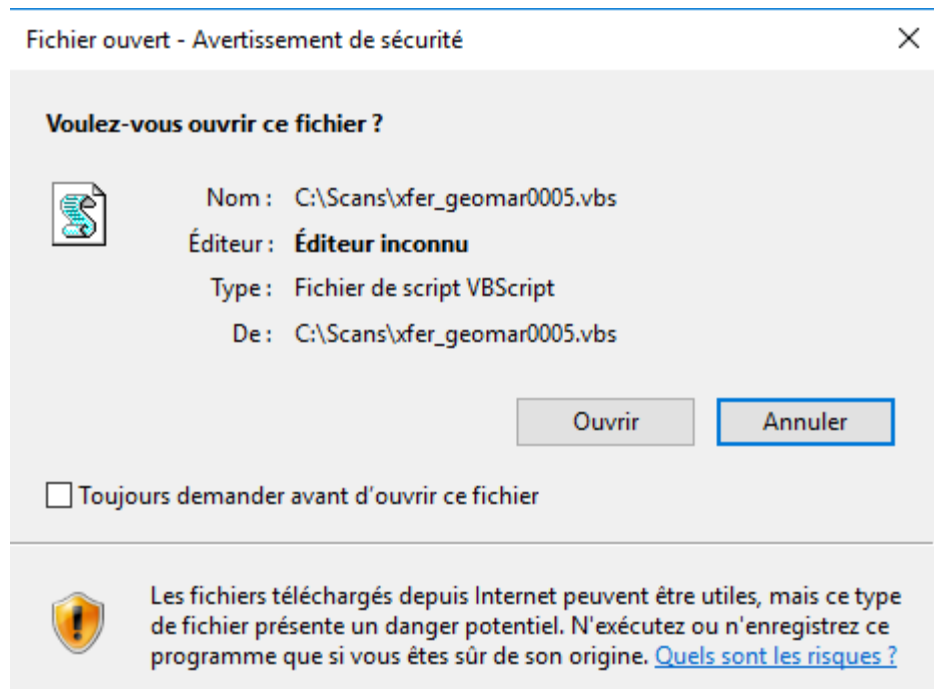 Fichier ouvert - Avertissement de sécurité
Voulez-vous ouvrir ce fichier ?
Nom : C:\Scans\xfer_geomar0005.vbs
Éditeur : Éditeur inconnu
Type : Fichier de script VBScript
De : C:\Scans\xfer_geomar0005.vbs
Ouvrir Annuler
Toujours demander avant d'ouvrir ce fichier
Les fichiers téléchargés depuis Internet peuvent être utiles, mais ce type
de fichier présente un danger potentiel. N'exécutez ou n'enregistrez ce
programme que si vous êtes sûr de son origine. Quels sont les risques ?